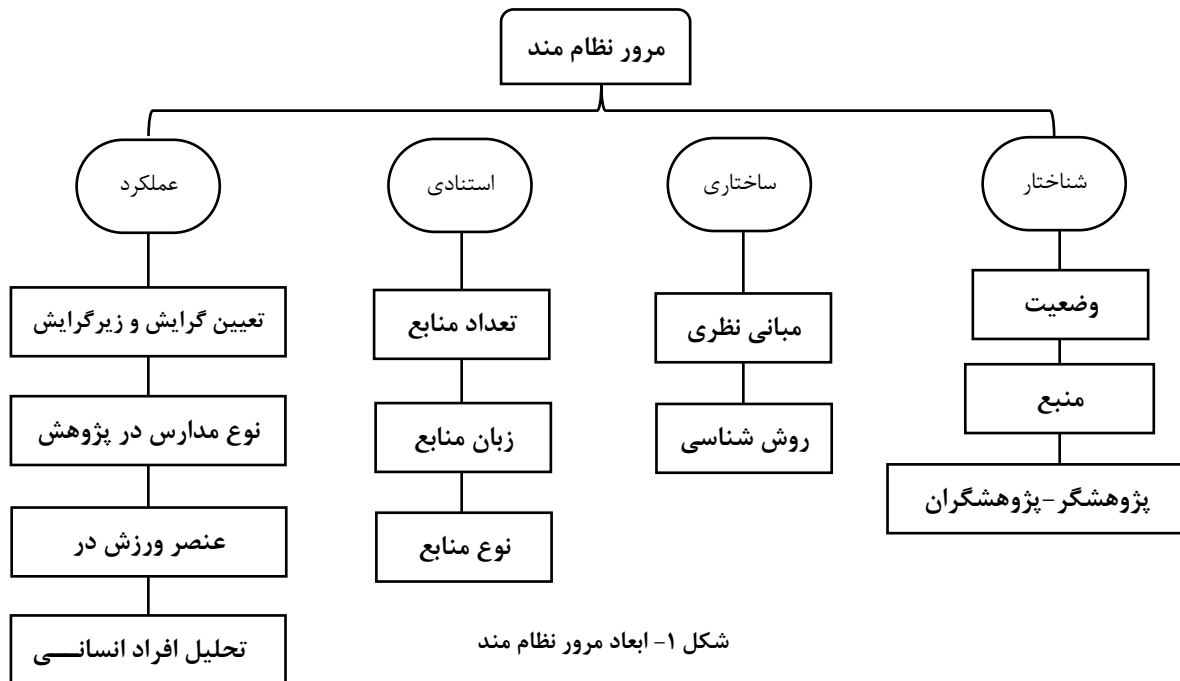 مرور نظام مند
شناختار
ساختاری
استنادی
عملکرد
وضعیت
منبع
پژوهشگر-پژوهشگران
مبانی نظری
روش شناسی
تعداد منابع
زبان منابع
نوع منابع
تعیین گرایش و زیرگرایش
نوع مدارس در پژوهش
عنصر ورزش در
تحلیل افراد انسانــــی
شکل ۱- ابعاد مرور نظام مند